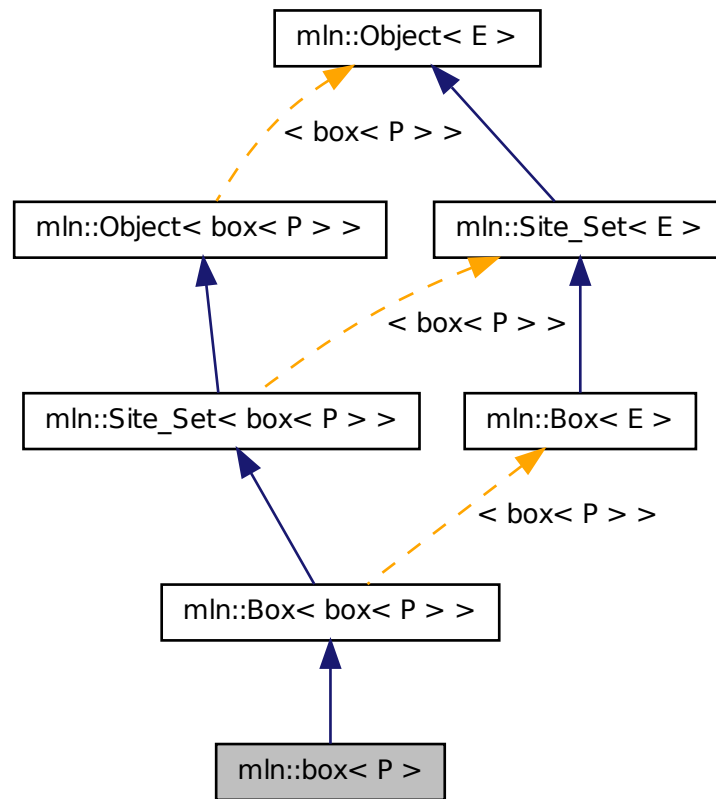 mln::Object< E >
< box< P > >
mln::Object< box< P > >
mln::Site_Set< E >
< box< P > >
mln::Site_Set< box< P > >
mln::Box< E >
< box< P > >
mln::Box< box< P > >
mln::box< P >